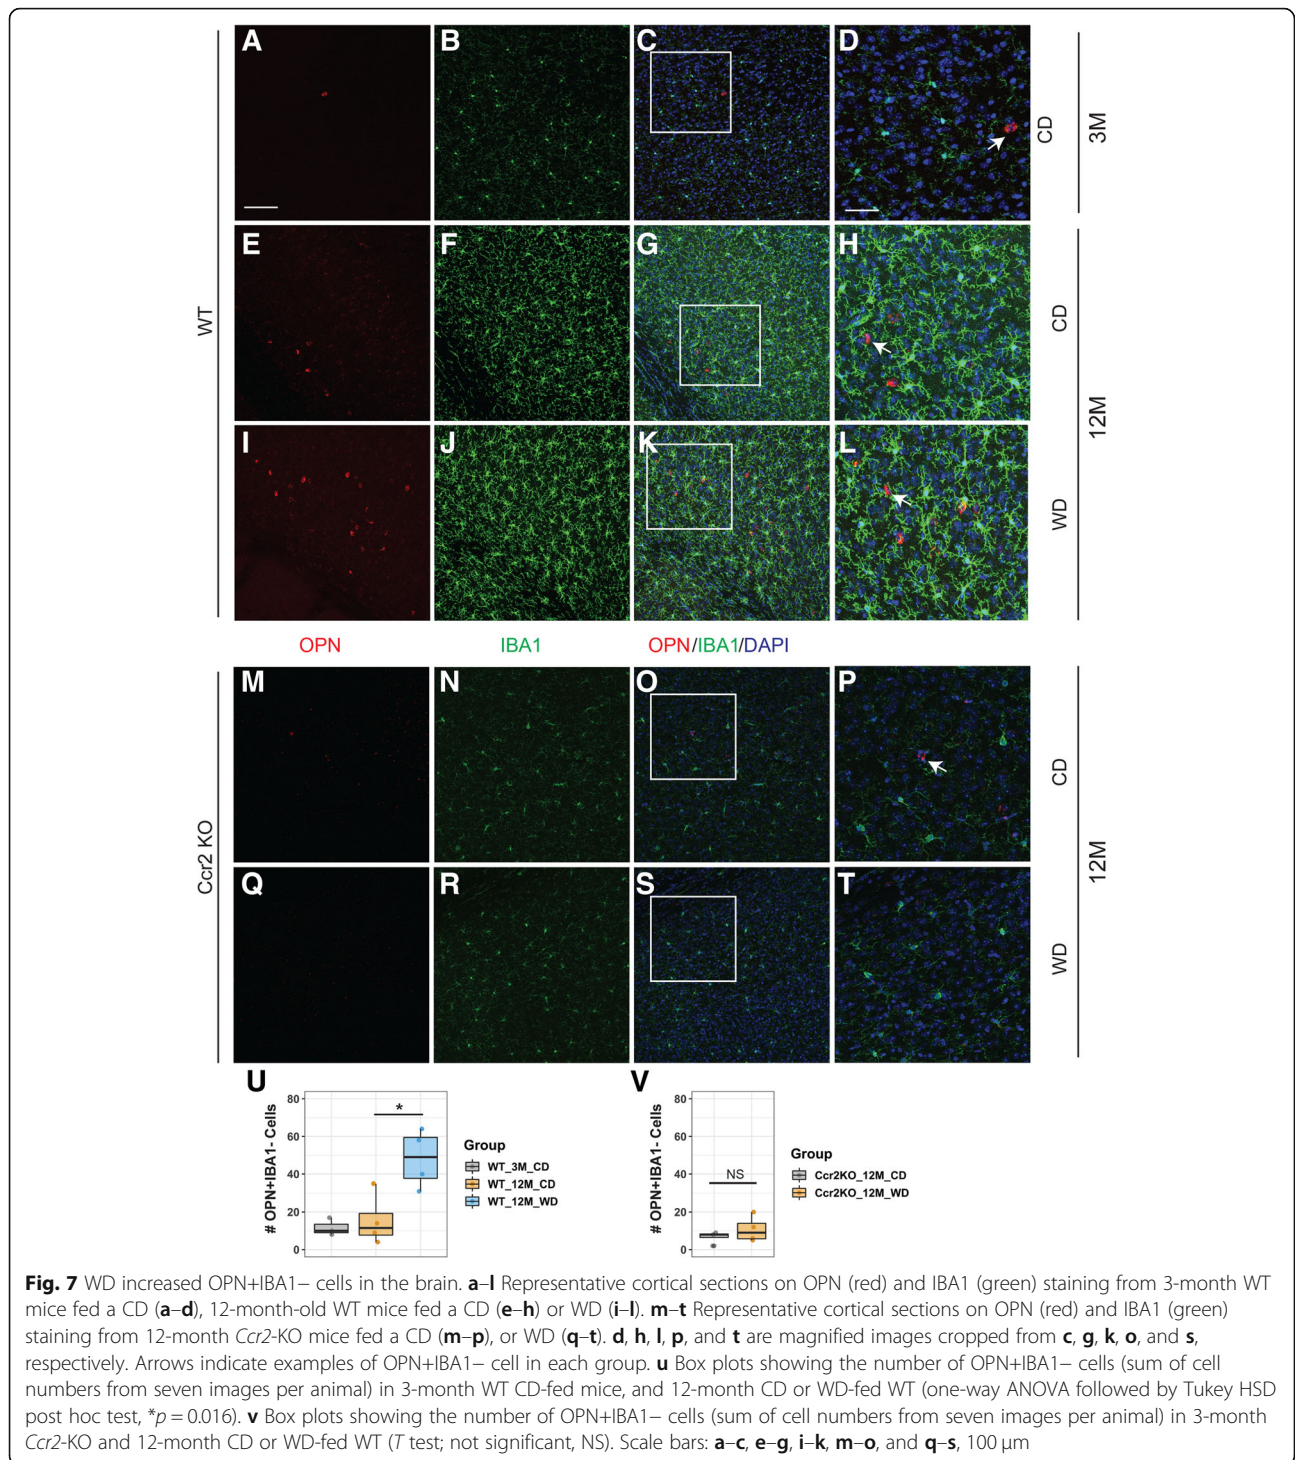 A B C D
CD
3M
E F G H
CD
WT
I J K L
WD
12M
OPN IBA1 OPN/IBA1/DAPI
M N O P
CD
Ccr2 KO
Q R S T
WD
12M
U
# OPN+IBA1- Cells
80
60
40
20
0
*
Group
WT_3M_CD
WT_12M_CD
WT_12M_WD
V
# OPN+IBA1- Cells
80
60
40
20
0
NS
Group
Ccr2KO_12M_CD
Ccr2KO_12M_WD
Fig. 7 WD increased OPN+IBA1− cells in the brain. a–l Representative cortical sections on OPN (red) and IBA1 (green) staining from 3-month WT
mice fed a CD (a–d), 12-month-old WT mice fed a CD (e–h) or WD (i–l). m–t Representative cortical sections on OPN (red) and IBA1 (green)
staining from 12-month Ccr2-KO mice fed a CD (m–p), or WD (q–t). d, h, l, p, and t are magnified images cropped from c, g, k, o, and s,
respectively. Arrows indicate examples of OPN+IBA1− cell in each group. u Box plots showing the number of OPN+IBA1− cells (sum of cell
numbers from seven images per animal) in 3-month WT CD-fed mice, and 12-month CD or WD-fed WT (one-way ANOVA followed by Tukey HSD
post hoc test, *p = 0.016). v Box plots showing the number of OPN+IBA1− cells (sum of cell numbers from seven images per animal) in 3-month
Ccr2-KO and 12-month CD or WD-fed WT (T test; not significant, NS). Scale bars: a–c, e–g, i–k, m–o, and q–s, 100 μm